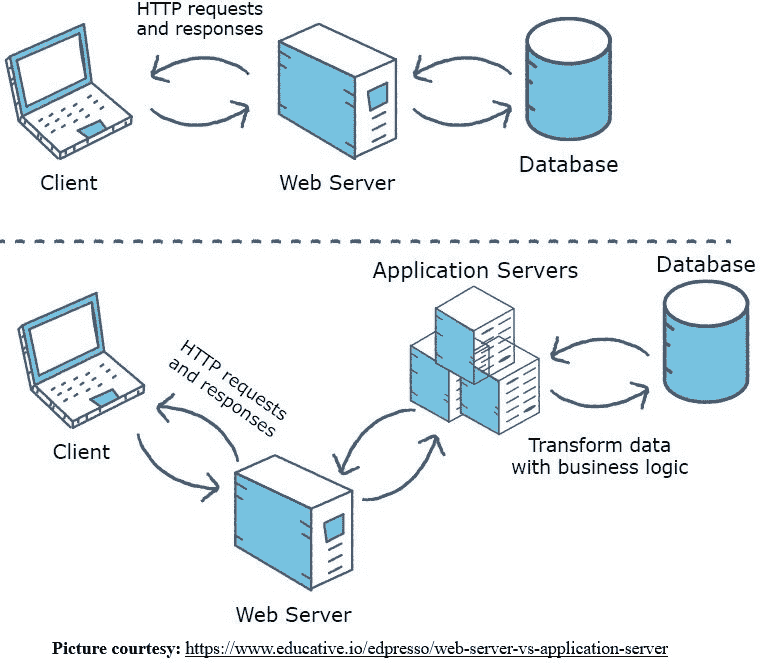 HTTP requests
and responses
Client
Web Server
Database
Application Servers
Database
HTTP requests
and responses
Client
Transform data
with business logic
Web Server
Picture courtesy: https://www.educative.io/edpresso/web-server-vs-application-server